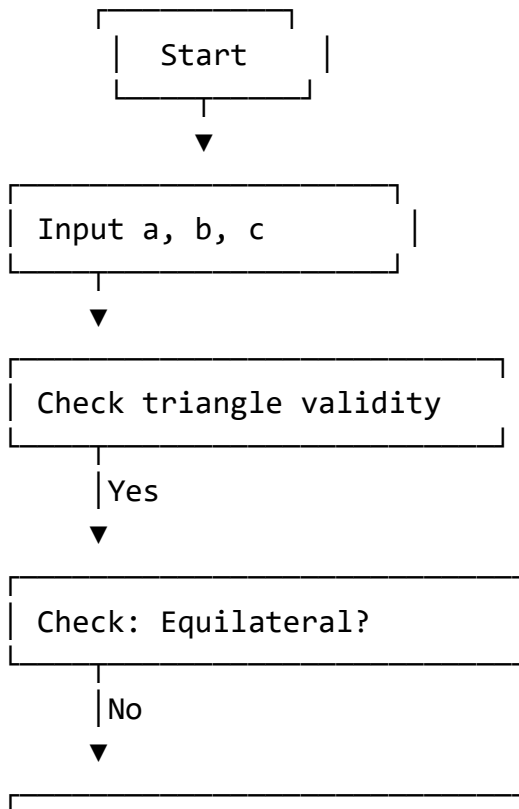 Start
▼
Input a, b, c
▼
Check triangle validity
Yes
▼
Check: Equilateral?
No
▼